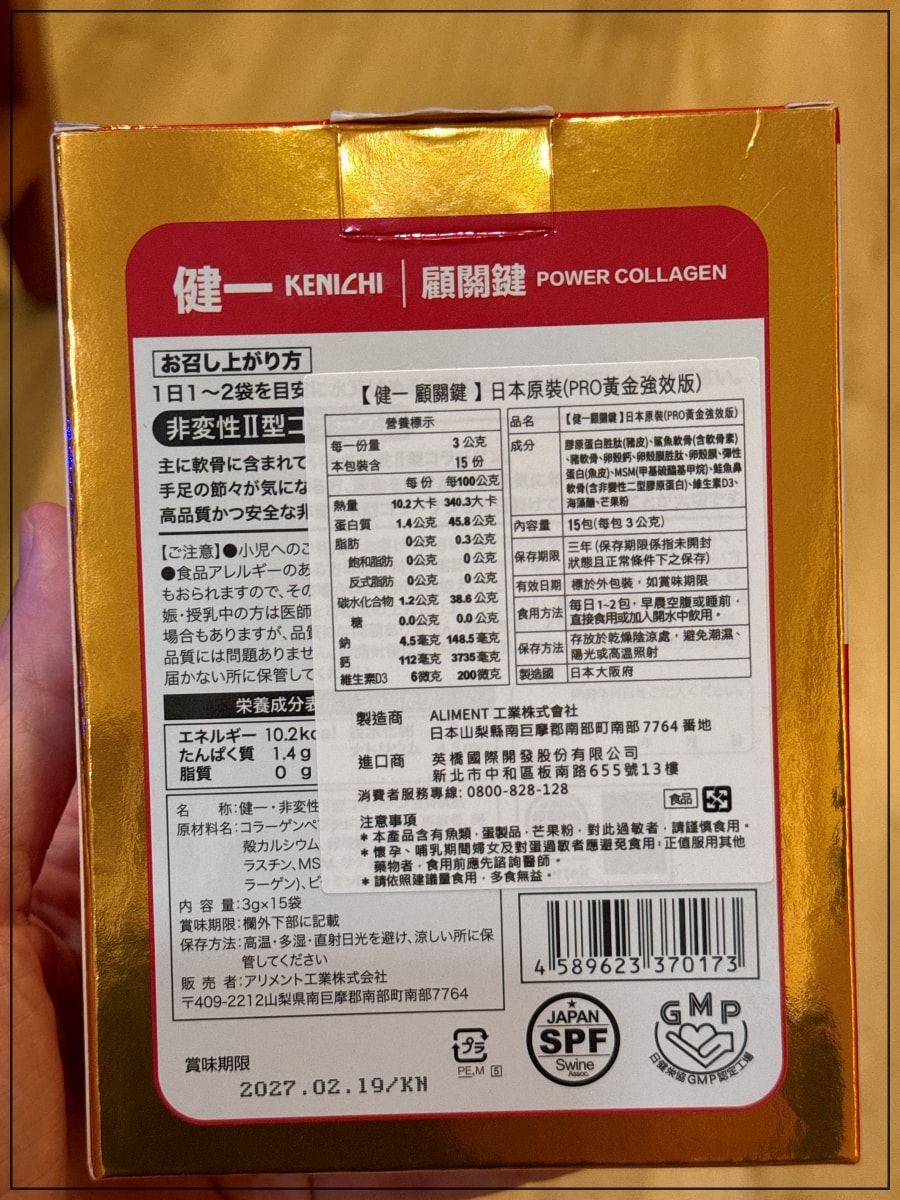 健一 KENICHI 顧關鍵 POWER COLLAGEN
お召し上がり方
1日1～2袋を目安
非変性Ⅱ型コ
主に軟骨に含まれて
手足の節々が気にな
高品質かつ安全な非
【ご注意】●小児へのこ
●食品アレルギーのあ
もおられますので、その
娠・授乳中の方は医師
場合もありますが、品質
品質には問題ありませ
届かない所に保管して
栄養成分表
エネルギー 10.2kcal
たんぱく質 1.4g
脂質 0 g
名 称:健一・非変性
原材料名:コラーゲンペ
殻カルシウム
ラスチン、MS
ラーゲン)、ビ
内 容 量:3g×15袋
賞味期限:欄外下部に記載
保存方法:高温・多湿・直射日光を避け、涼しい所に保
管してください
販 売 者:アリメント工業株式会社
〒409-2212山梨県南巨摩郡南部町南部7764
賞味期限
2027.02.19/KN
プラ
PE,M 5
【健一 顧關鍵 】日本原裝(PRO黃金強效版)
營養標示
每一份量 3 公克
本包裝含 15 份
每份 每100公克
熱量 10.2大卡 340.3大卡
蛋白質 1.4公克 45.8公克
脂肪 0公克 0.3公克
飽和脂肪 0公克 0公克
反式脂肪 0公克 0公克
碳水化合物 1.2公克 38.6公克
糖 0.0公克 0.0公克
鈉 4.5毫克 148.5毫克
鈣 112毫克 3735毫克
維生素D3 6微克 200微克
品名 【健一顧關鍵】日本原裝(PRO黃金強效版)
成分 膠原蛋白胜肽(豬皮)、鯊魚軟骨(含軟骨素)
、豬軟骨、卵殼鈣、卵殼膜胜肽、卵殼膜、彈性
蛋白(魚皮)、MSM(甲基硫醯基甲烷)、鮭魚鼻
軟骨(含非變性二型膠原蛋白)、維生素D3、
海藻醣、芒果粉
內容量 15包(每包3公克)
保存期限 三年(保存期限係指未開封
狀態且正常條件下之保存)
有效日期 標於外包裝，如賞味期限
食用方法 每日1~2包，早晨空腹或睡前，
直接食用或加入開水中飲用。
保存方法 存放於乾燥陰涼處，避免潮濕、
陽光或高溫照射
製造國 日本大阪府
製造商 ALIMENT 工業株式會社
日本山梨縣南巨摩郡南部町南部7764番地
進口商 英橋國際開發股份有限公司
新北市中和區板南路655號13樓
消費者服務專線: 0800-828-128
食品
注意事項
＊本產品含有魚類，蛋製品，芒果粉，對此過敏者，請謹慎食用。
＊懷孕、哺乳期間婦女及對蛋過敏者應避免食用，正值服用其他
藥物者，食用前應先諮詢醫師。
＊請依照建議量食用，多食無益。
4 589623 370173
JAPAN
SPF
Swine
Assoc.
GMP
日健栄協GMP認定工場